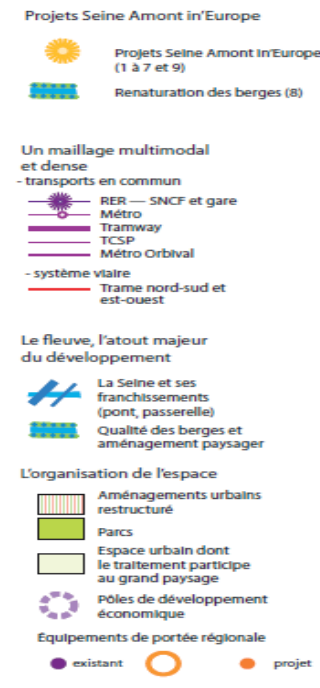 Projets Seine Amont in'Europe
Projets Seine Amont in'Europe
(1 à 7 et 9)
Renaturation des berges (8)
Un maillage multimodal
et dense
- transports en commun
RER — SNCF et gare
Métro
Tramway
TCSP
Métro Orbival
- système viaire
Trame nord-sud et
est-ouest
Le fleuve, l'atout majeur
du développement
La Seine et ses
franchissements
(pont, passerelle)
Qualité des berges et
aménagement paysager
L'organisation de l'espace
Aménagements urbains
restructuré
Parcs
Espace urbain dont
le traitement participe
au grand paysage
Pôles de développement
économique
Équipements de portée régionale
existant
projet